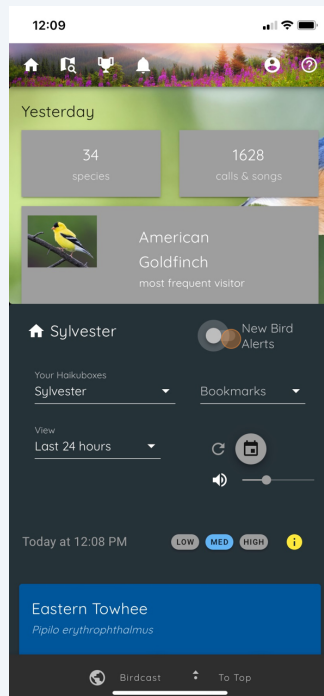 12:09
Yesterday
34
species
1628
calls & songs
American
Goldfinch
most frequent visitor
Sylvester
New Bird
Alerts
Your Haikuboxes
Sylvester
Bookmarks
View
Last 24 hours
Today at 12:08 PM
LOW
MED
HIGH
i
Eastern Towhee
Pipilo erythrophthalmus
Birdcast
To Top